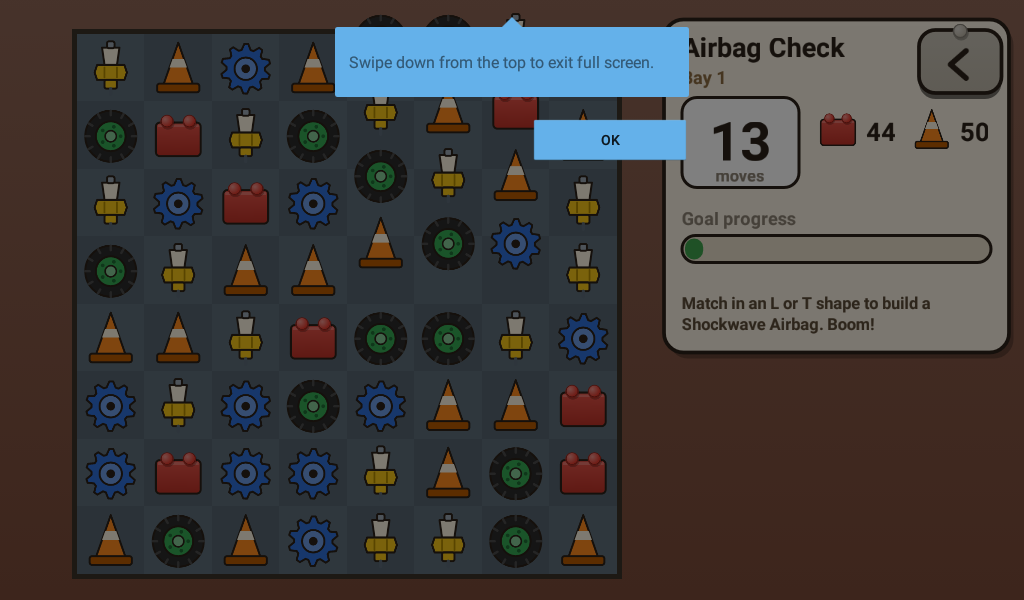 Swipe down from the top to exit full screen.
OK
Airbag Check
Bay 1
13
moves
44
50
Goal progress
Match in an L or T shape to build a
Shockwave Airbag. Boom!